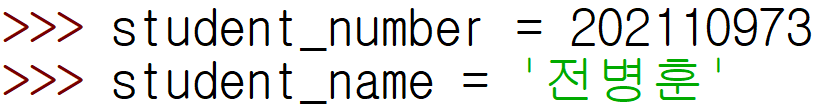 >>> student_number = 202110973
>>> student_name = '전병훈'